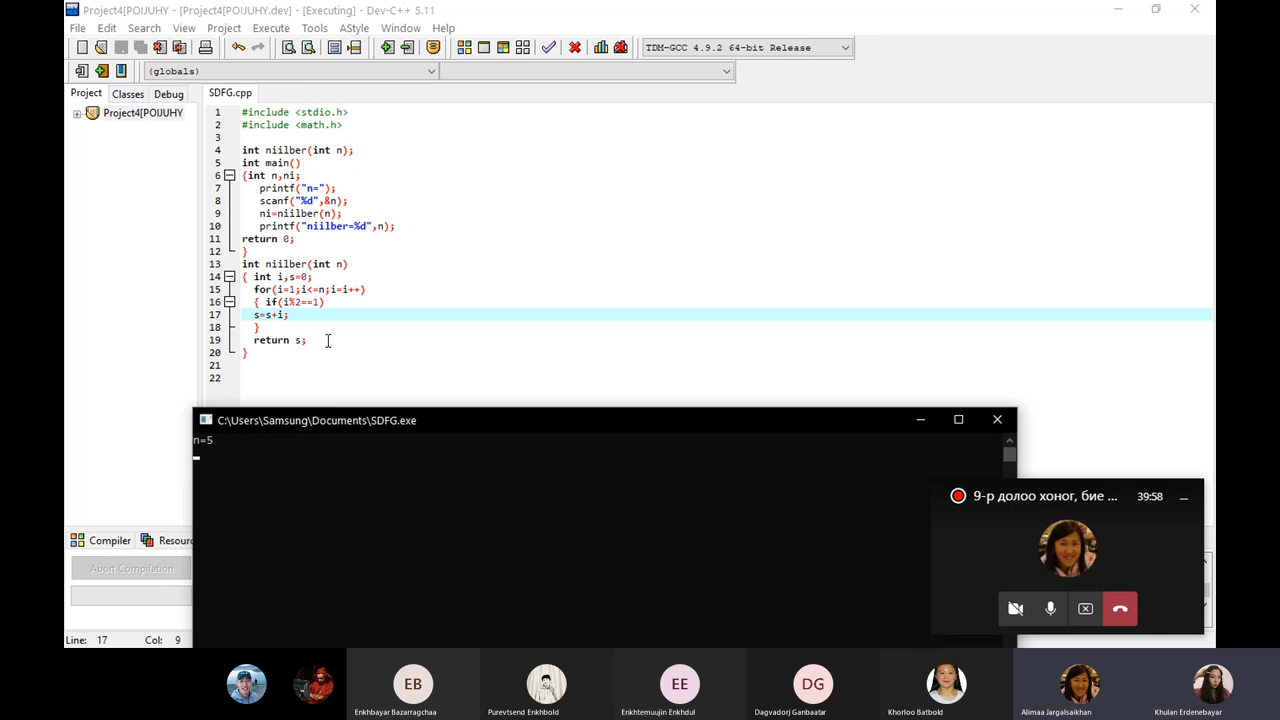 Project4[POIJUHY - [Project4[POIJUHY.dev] - [Executing] - Dev-C++ 5.11
File Edit Search View Project Execute Tools AStyle Window Help
TDM-GCC 4.9.2 64-bit Release
(globals)
Project Classes Debug
Project4[POIJUHY
SDFG.cpp
1 #include <stdio.h>
2 #include <math.h>
3
4 int niilber(int n);
5 int main()
6 {int n,ni;
7 printf("n=");
8 scanf("%d",&n);
9 ni=niilber(n);
10 printf("niilber=%d",n);
11 return 0;
12 }
13 int niilber(int n)
14 { int i,s=0;
15 for(i=1;i<=n;i=i++)
16 { if(i%2==1)
17 s=s+i;
18 }
19 return s;
20 }
21
22
C:\Users\Samsung\Documents\SDFG.exe
n=5
9-р долоо хоног, бие ... 39:58
Compiler Resourc
Abort Compilation
Line: 17 Col: 9
EB
EE
DG
Enkhbayar Bazarragchaa
Purevtsend Enkhbold
Enkhtemuujin Enkhdul
Dagvadorj Ganbaatar
Khorloo Batbold
Alimaa Jargalsaikhan
Khulan Erdenebayar